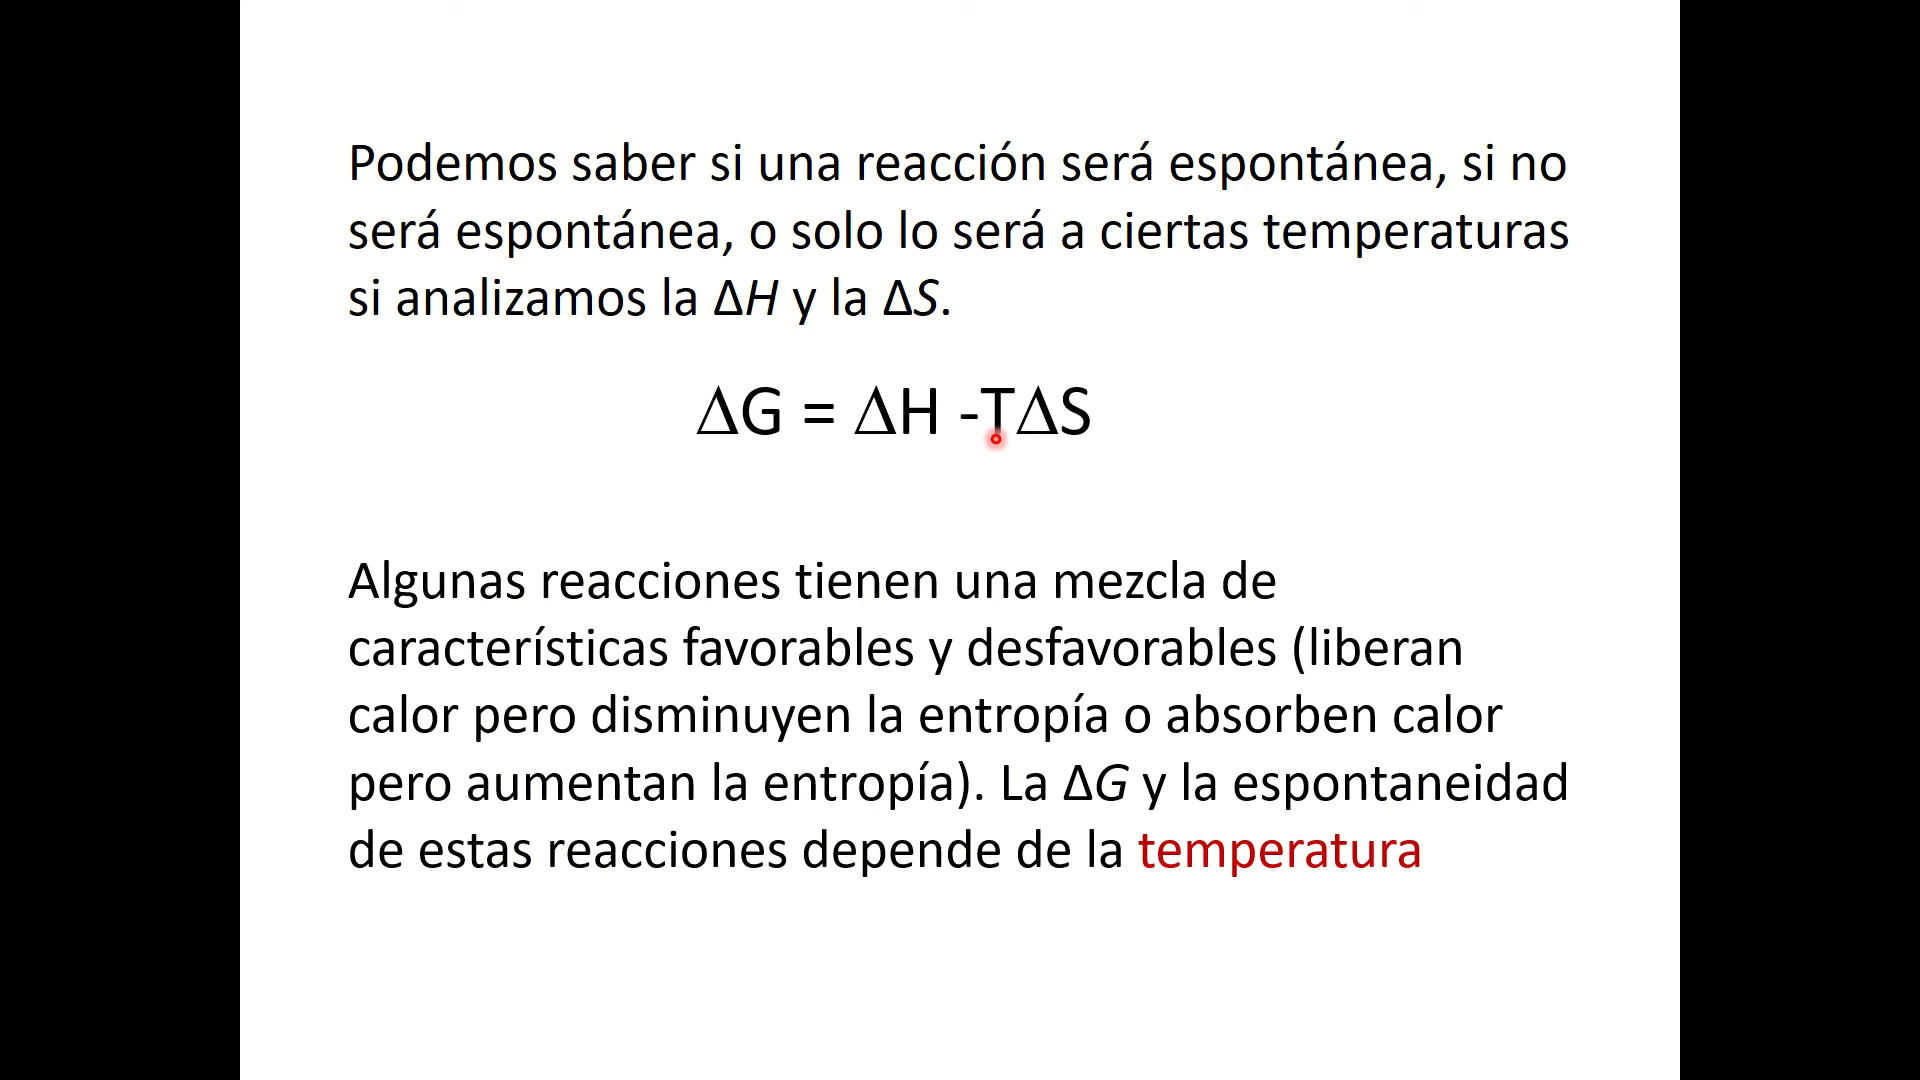 Podemos saber si una reacción será espontánea, si no
será espontánea, o solo lo será a ciertas temperaturas
si analizamos la ΔH y la ΔS.
ΔG = ΔH -TΔS
Algunas reacciones tienen una mezcla de
características favorables y desfavorables (liberan
calor pero disminuyen la entropía o absorben calor
pero aumentan la entropía). La ΔG y la espontaneidad
de estas reacciones depende de la temperatura